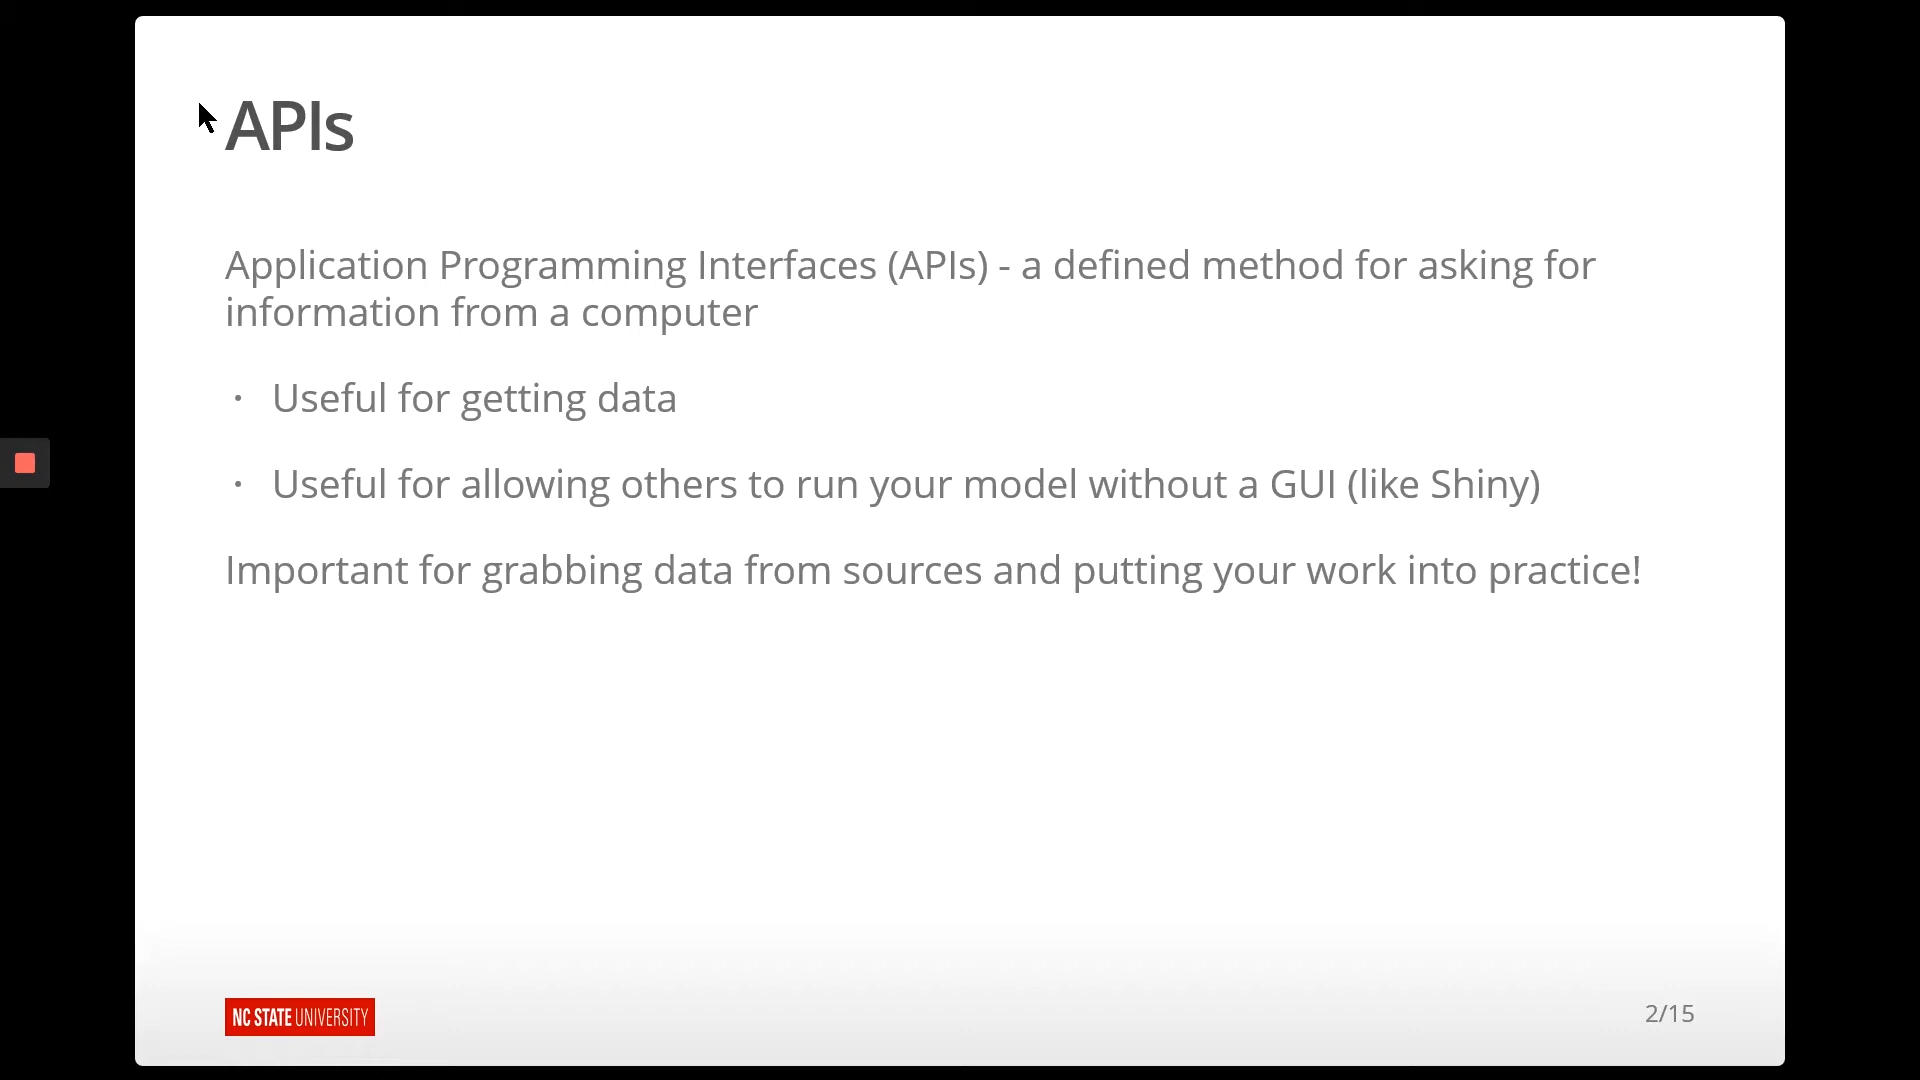 APIs
Application Programming Interfaces (APIs) - a defined method for asking for
information from a computer
• Useful for getting data
• Useful for allowing others to run your model without a GUI (like Shiny)
Important for grabbing data from sources and putting your work into practice!
NC STATE UNIVERSITY
2/15